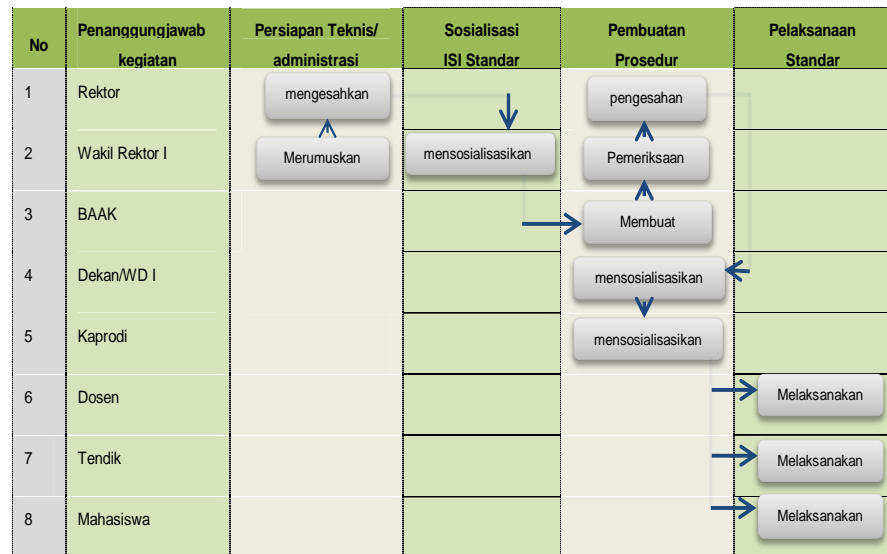 No
Penanggungjawab
kegiatan
Persiapan Teknis/
administrasi
Sosialisasi
ISI Standar
Pembuatan
Prosedur
Pelaksanaan
Standar
1
Rektor
mengesahkan
pengesahan
2
Wakil Rektor I
Merumuskan
mensosialisasikan
Pemeriksaan
3
BAAK
Membuat
4
Dekan/WD I
mensosialisasikan
5
Kaprodi
mensosialisasikan
6
Dosen
Melaksanakan
7
Tendik
Melaksanakan
8
Mahasiswa
Melaksanakan